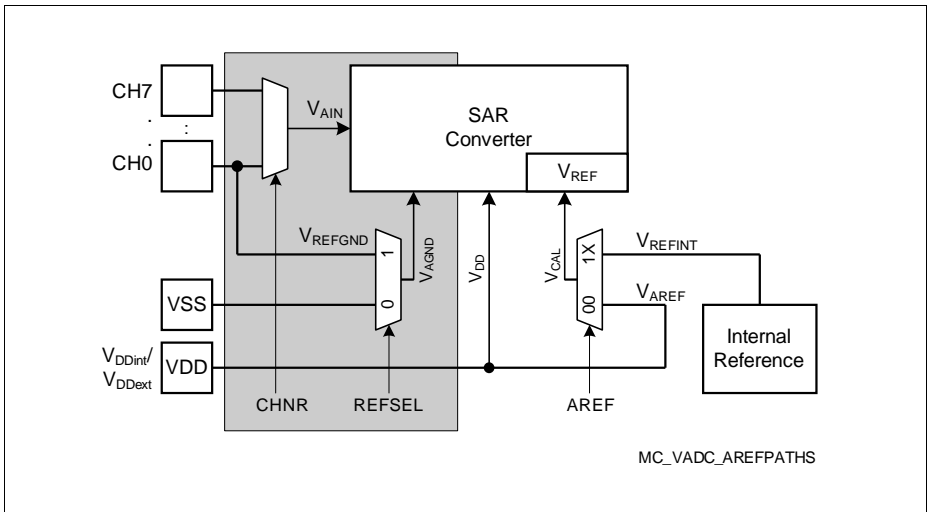 CH7
.
:
.
CH0
V_AIN
SAR
Converter
V_REF
V_REFGND
1
0
V_AGND
V_DD
V_CAL
1X
00
V_REFINT
V_AREF
VSS
V_DDint/
V_DDext
VDD
Internal
Reference
CHNR
REFSEL
AREF
MC_VADC_AREFPATHS